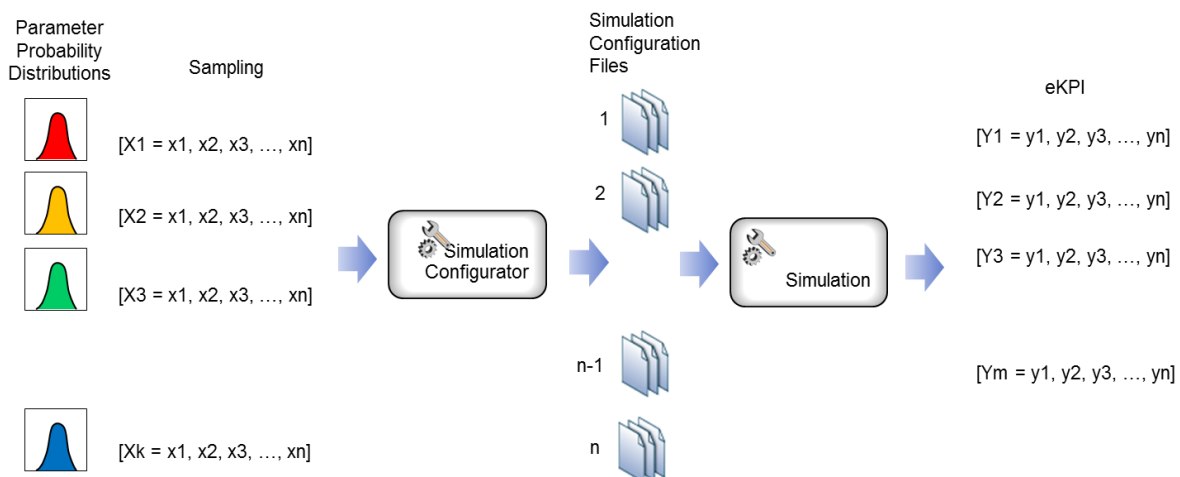 Parameter
Probability
Distributions
Sampling
[X1 = x1, x2, x3, …, xn]
[X2 = x1, x2, x3, …, xn]
[X3 = x1, x2, x3, …, xn]
[Xk = x1, x2, x3, …, xn]
Simulation
Configurator
Simulation
Configuration
Files
1
2
n-1
n
Simulation
eKPI
[Y1 = y1, y2, y3, …, yn]
[Y2 = y1, y2, y3, …, yn]
[Y3 = y1, y2, y3, …, yn]
[Ym = y1, y2, y3, …, yn]